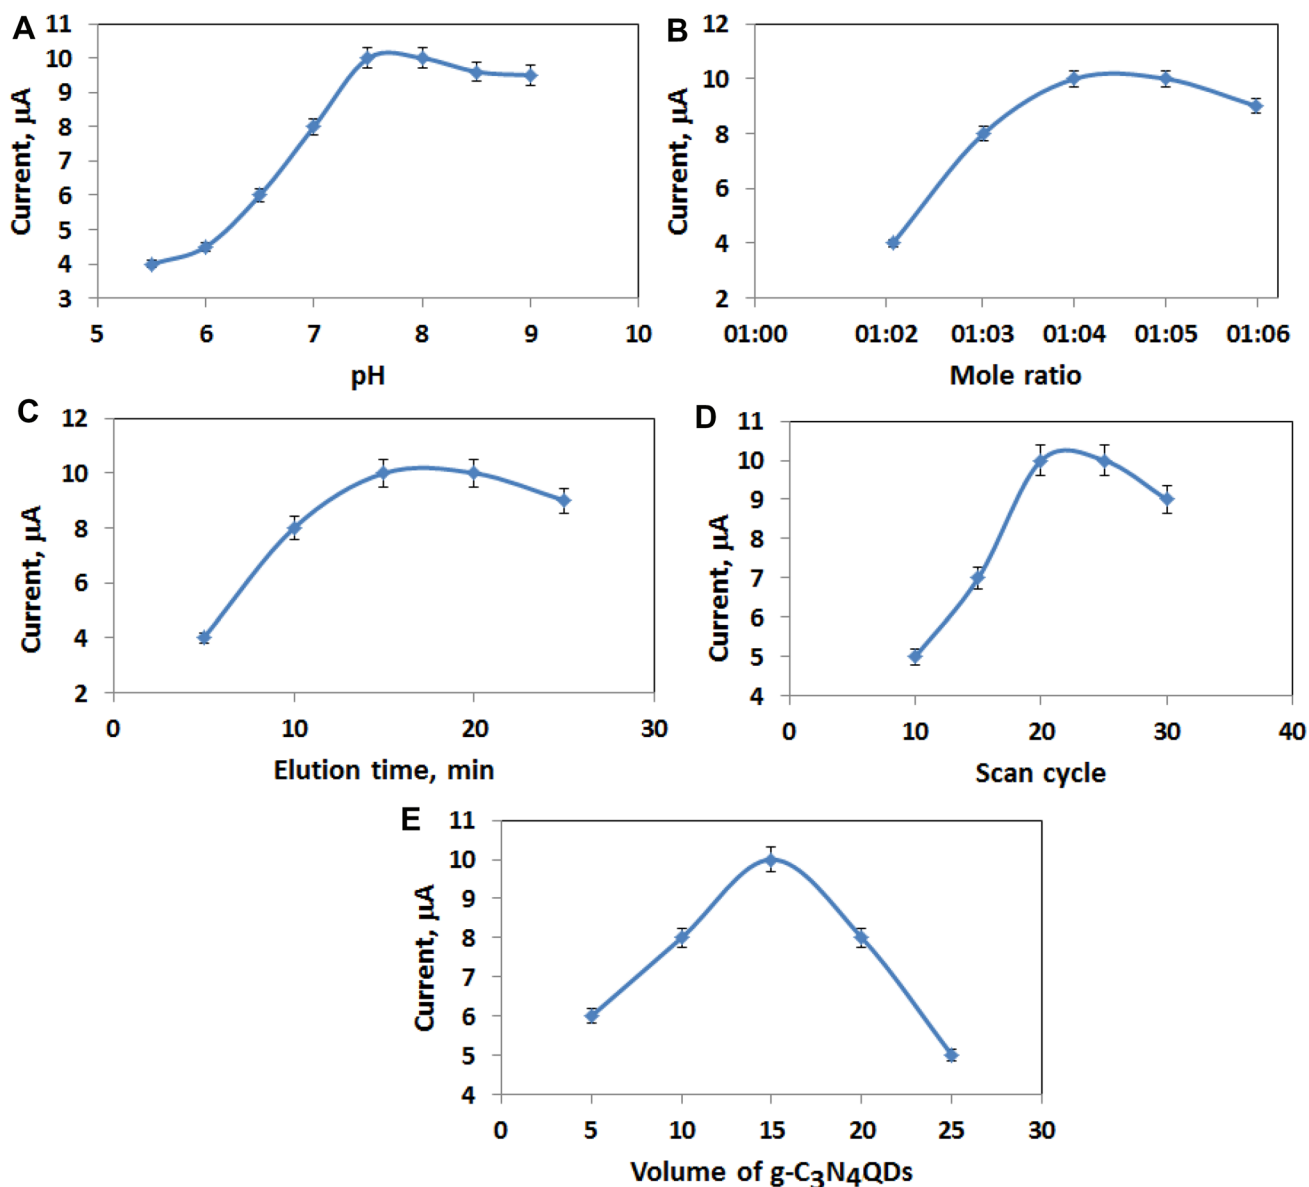 A
11
10
9
8
7
6
5
4
3
Current, µA
5 6 7 8 9 10
pH
B
12
10
8
6
4
2
Current, µA
01:00 01:02 01:03 01:04 01:05 01:06
Mole ratio
C
12
10
8
6
4
2
Current, µA
0 10 20 30
Elution time, min
D
11
10
9
8
7
6
5
4
Current, µA
0 10 20 30 40
Scan cycle
E
11
10
9
8
7
6
5
4
Current, µA
0 5 10 15 20 25 30
Volume of g-C₃N₄QDs